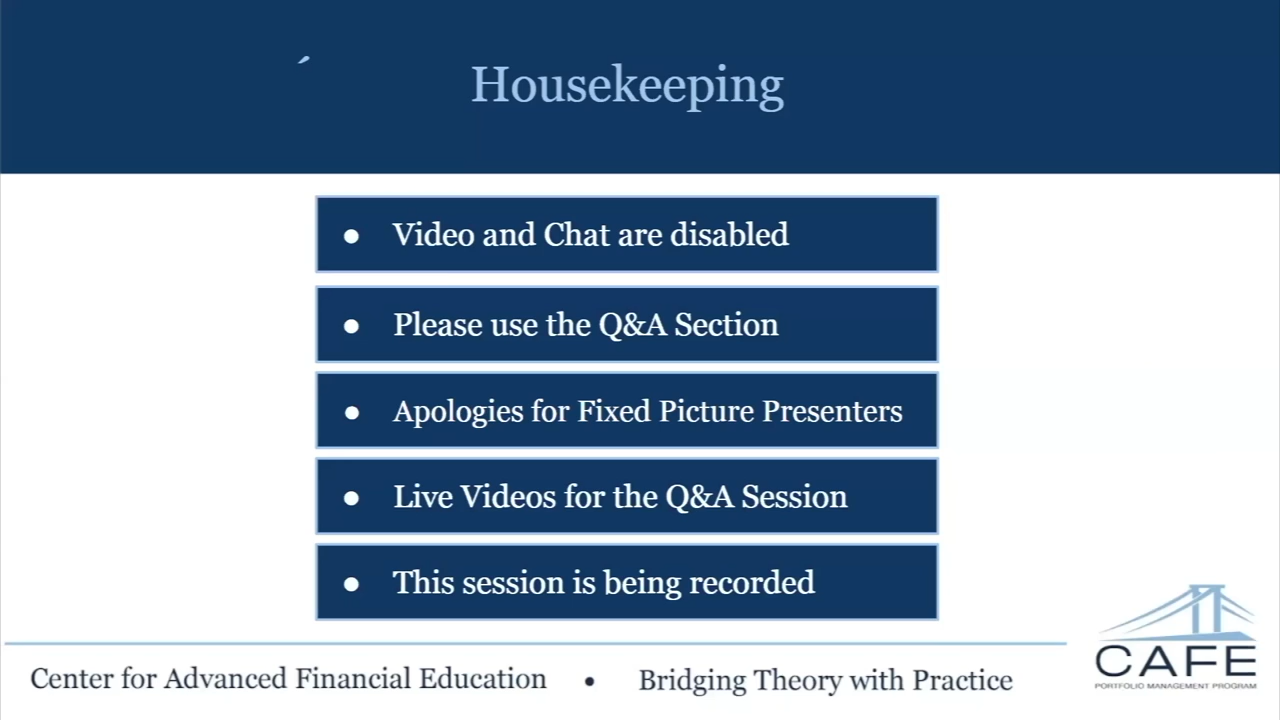 Housekeeping
● Video and Chat are disabled
● Please use the Q&A Section
● Apologies for Fixed Picture Presenters
● Live Videos for the Q&A Session
● This session is being recorded
Center for Advanced Financial Education • Bridging Theory with Practice
CAFE
PORTFOLIO MANAGEMENT PROGRAM